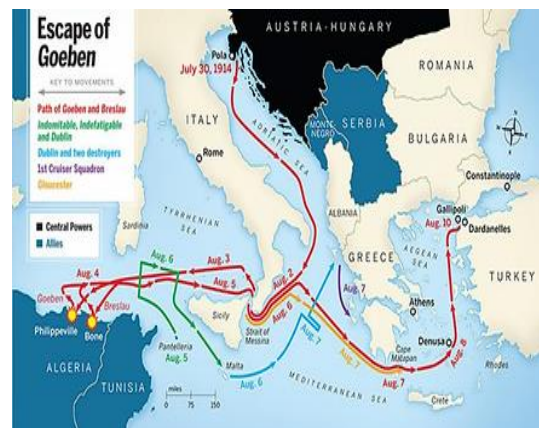 Escape of
Goeben
KEY TO MOVEMENTS
Path of Goeben and Breslau
Indomitable, Indefatigable
and Dublin
Dublin and two destroyers
1st Cruiser Squadron
Gloucester
Central Powers
Allies
AUSTRIA-HUNGARY
Pola
July 30, 1914
ROMANIA
ITALY
ADRIATIC SEA
MONTE-
NEGRO
SERBIA
BULGARIA
Rome
Constantinople
ALBANIA
Gallipoli
Aug. 10
Dardanelles
Sardinia
TYRRHENIAN
SEA
GREECE
AEGEAN
SEA
TURKEY
Aug. 6
Aug. 3
Aug. 4
Aug. 5
Aug. 2
Aug. 6
Aug. 7
Athens
Goeben
Breslau
Philippeville
Bone
Sicily
Strait of
Messina
Aug. 7
Denusa
Aug. 8
Pantelleria
Aug. 5
Malta
Aug. 6
Cape
Matapan
Aug. 7
Rhodes
ALGERIA
TUNISIA
miles
0
75
150
MEDITERRANEAN SEA
Crete